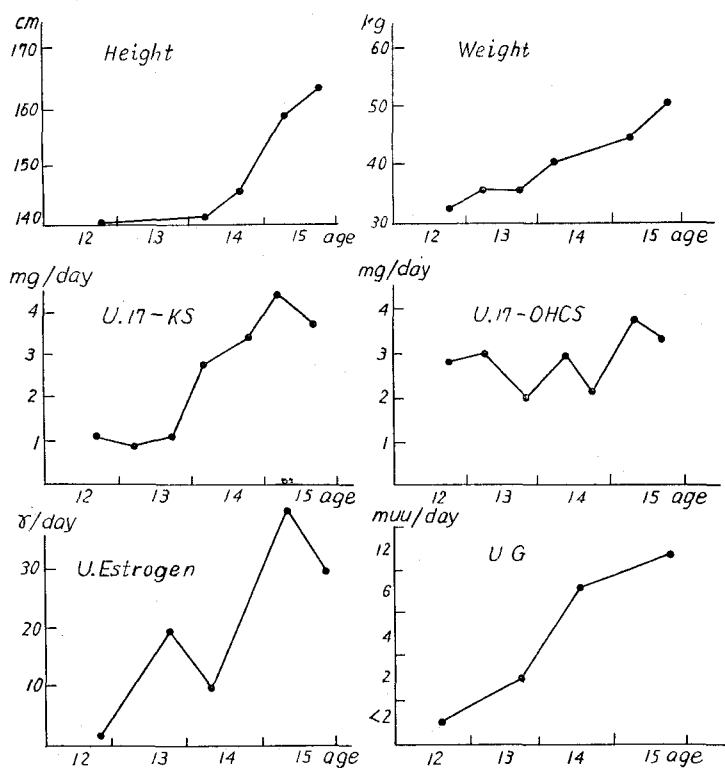 cm
170
160
150
140
Height
12 13 14 15 age
kg
60
50
40
30
Weight
12 13 14 15 age
mg/day
4
3
2
1
U.17-KS
12 13 14 15 age
mg/day
4
3
2
1
U.17-OHCS
12 13 14 15 age
γ/day
30
20
10
U.Estrogen
12 13 14 15 age
muu/day
12
6
4
2
<2
U G
12 13 14 15 age